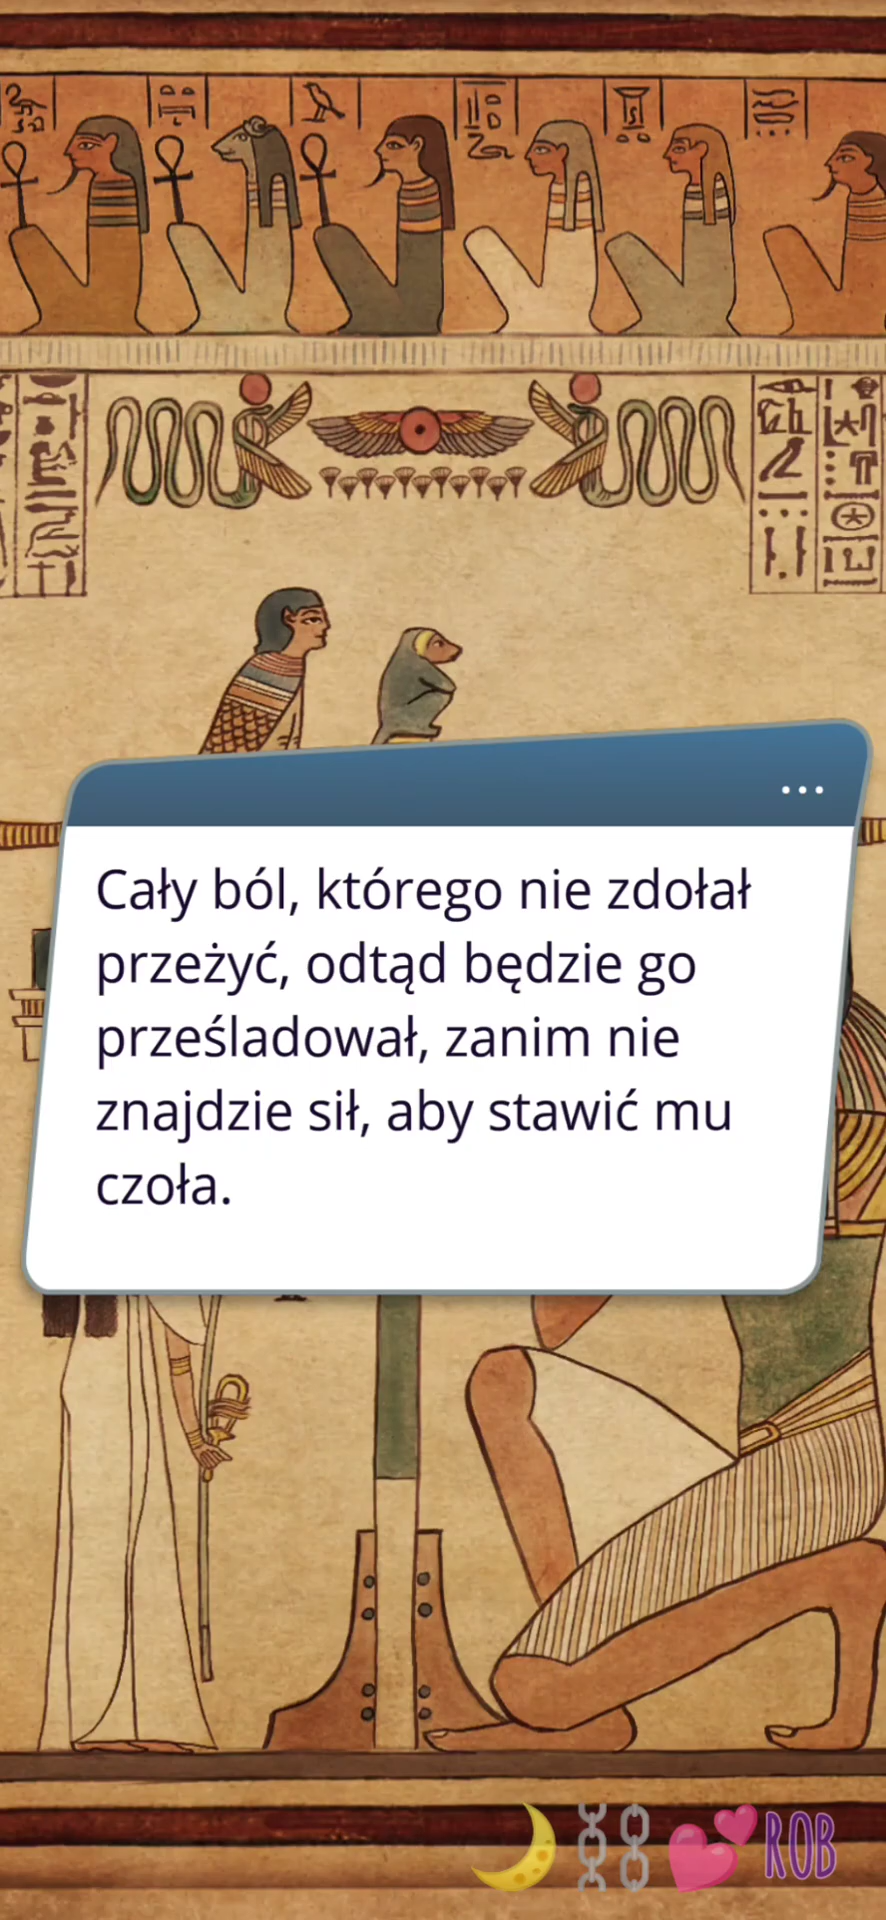 Cały ból, którego nie zdołał
przeżyć, odtąd będzie go
prześladował, zanim nie
znajdzie sił, aby stawić mu
czoła.
ROB